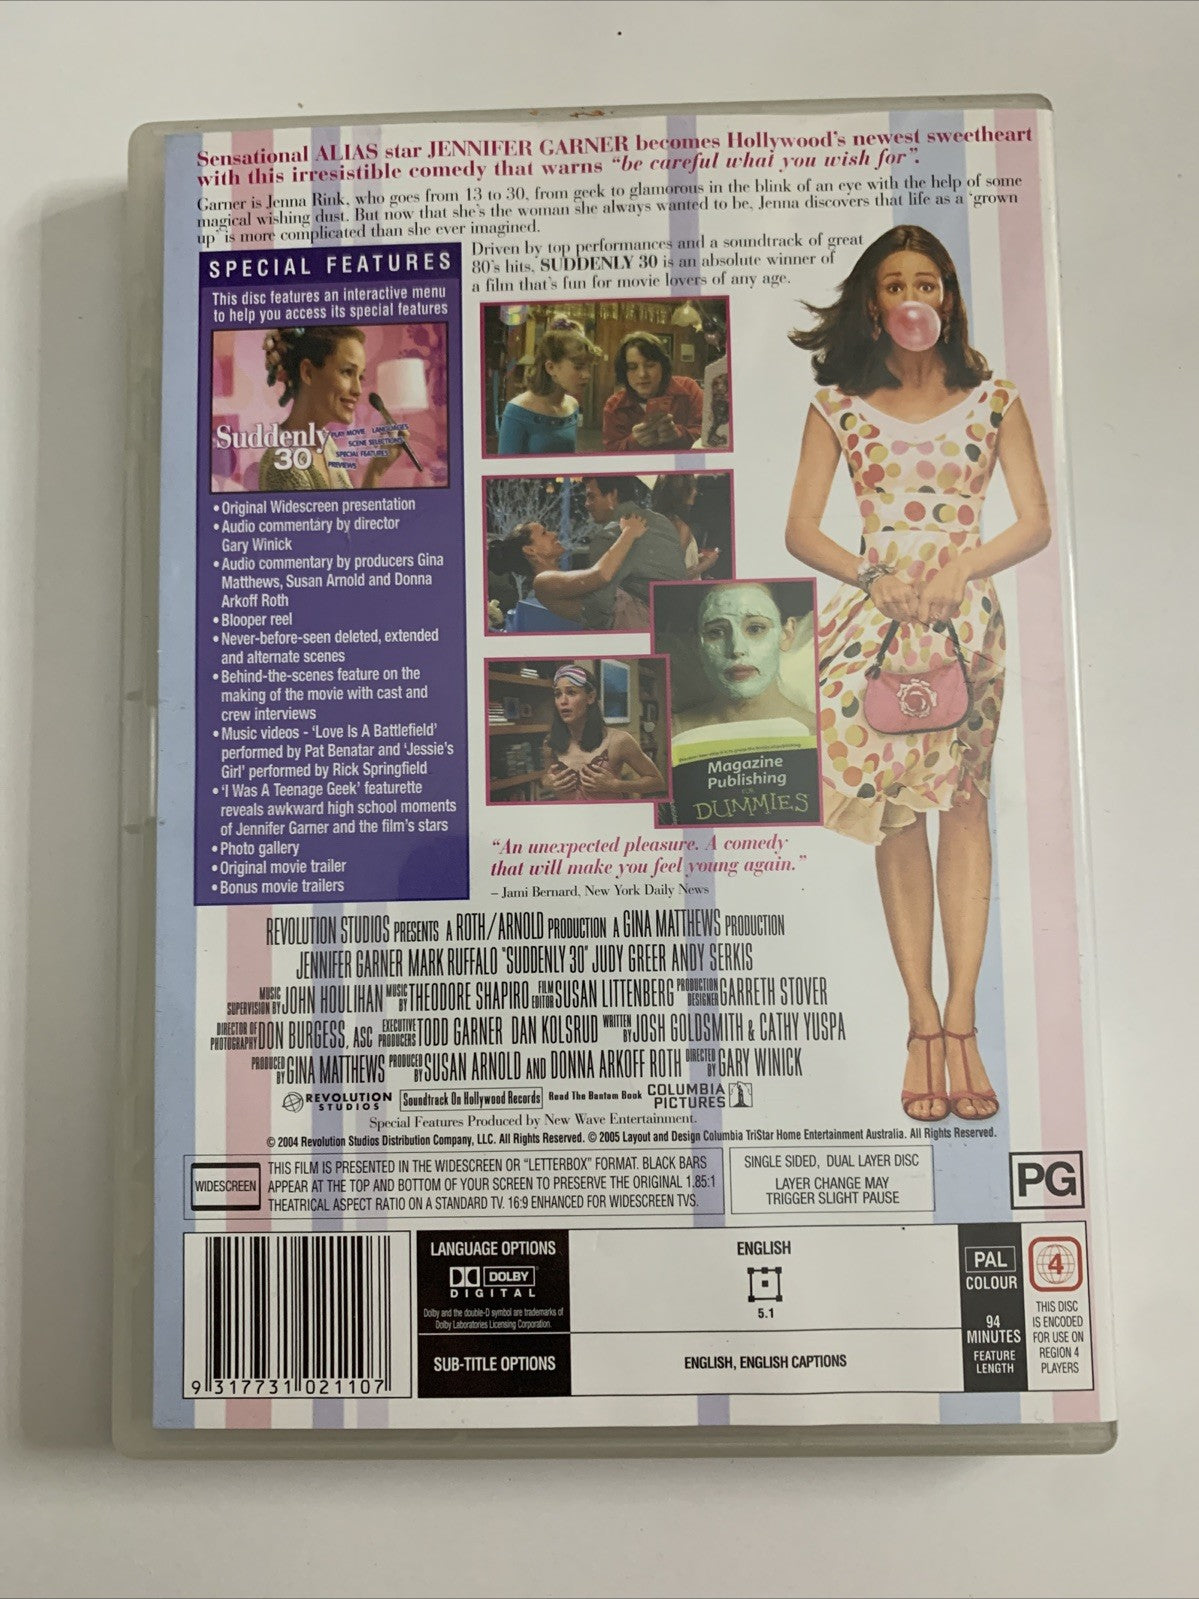 Sensational ALIAS star JENNIFER GARNER becomes Hollywood's newest sweetheart
with this irresistible comedy that warns "be careful what you wish for".
Garner is Jenna Rink, who goes from 13 to 30, from geek to glamorous in the blink of an eye with the help of some
magical wishing dust. But now that she's the woman she always wanted to be, Jenna discovers that life as a 'grown
up' is more complicated than she ever imagined.
Driven by top performances and a soundtrack of great
80's hits, SUDDENLY 30 is an absolute winner of
a film that's fun for movie lovers of any age.
SPECIAL FEATURES
This disc features an interactive menu
to help you access its special features
Suddenly
30
PLAY MOVIE LANGUAGES
SCENE SELECTIONS
SPECIAL FEATURES
PREVIEWS
• Original Widescreen presentation
• Audio commentary by director
Gary Winick
• Audio commentary by producers Gina
Matthews, Susan Arnold and Donna
Arkoff Roth
• Blooper reel
• Never-before-seen deleted, extended
and alternate scenes
• Behind-the-scenes feature on the
making of the movie with cast and
crew interviews
• Music videos - 'Love Is A Battlefield'
performed by Pat Benatar and 'Jessie's
Girl' performed by Rick Springfield
• 'I Was A Teenage Geek' featurette
reveals awkward high school moments
of Jennifer Garner and the film's stars
• Photo gallery
• Original movie trailer
• Bonus movie trailers
Magazine
Publishing
FOR
DUMMIES
"An unexpected pleasure. A comedy
that will make you feel young again."
– Jami Bernard, New York Daily News
REVOLUTION STUDIOS PRESENTS A ROTH/ARNOLD PRODUCTION A GINA MATTHEWS PRODUCTION
JENNIFER GARNER MARK RUFFALO "SUDDENLY 30" JUDY GREER ANDY SERKIS
MUSIC SUPERVISION BY JOHN HOULIHAN MUSIC BY THEODORE SHAPIRO FILM EDITOR SUSAN LITTENBERG PRODUCTION DESIGNER GARRETH STOVER
DIRECTOR OF PHOTOGRAPHY DON BURGESS, ASC EXECUTIVE PRODUCERS TODD GARNER DAN KOLSRUD WRITTEN BY JOSH GOLDSMITH & CATHY YUSPA
PRODUCED BY GINA MATTHEWS PRODUCED BY SUSAN ARNOLD AND DONNA ARKOFF ROTH DIRECTED BY GARY WINICK
REVOLUTION STUDIOS Soundtrack On Hollywood Records Read The Bantam Book COLUMBIA PICTURES
Special Features Produced by New Wave Entertainment.
© 2004 Revolution Studios Distribution Company, LLC. All Rights Reserved. © 2005 Layout and Design Columbia TriStar Home Entertainment Australia. All Rights Reserved.
WIDESCREEN
THIS FILM IS PRESENTED IN THE WIDESCREEN OR "LETTERBOX" FORMAT. BLACK BARS
APPEAR AT THE TOP AND BOTTOM OF YOUR SCREEN TO PRESERVE THE ORIGINAL 1.85:1
THEATRICAL ASPECT RATIO ON A STANDARD TV. 16:9 ENHANCED FOR WIDESCREEN TVS.
SINGLE SIDED, DUAL LAYER DISC
LAYER CHANGE MAY
TRIGGER SLIGHT PAUSE
PG
9 317731 021107
LANGUAGE OPTIONS
DOLBY
DIGITAL
Dolby and the double-D symbol are trademarks of
Dolby Laboratories Licensing Corporation.
ENGLISH
5.1
SUB-TITLE OPTIONS
ENGLISH, ENGLISH CAPTIONS
PAL
COLOUR
94
MINUTES
FEATURE
LENGTH
4
THIS DISC
IS ENCODED
FOR USE ON
REGION 4
PLAYERS